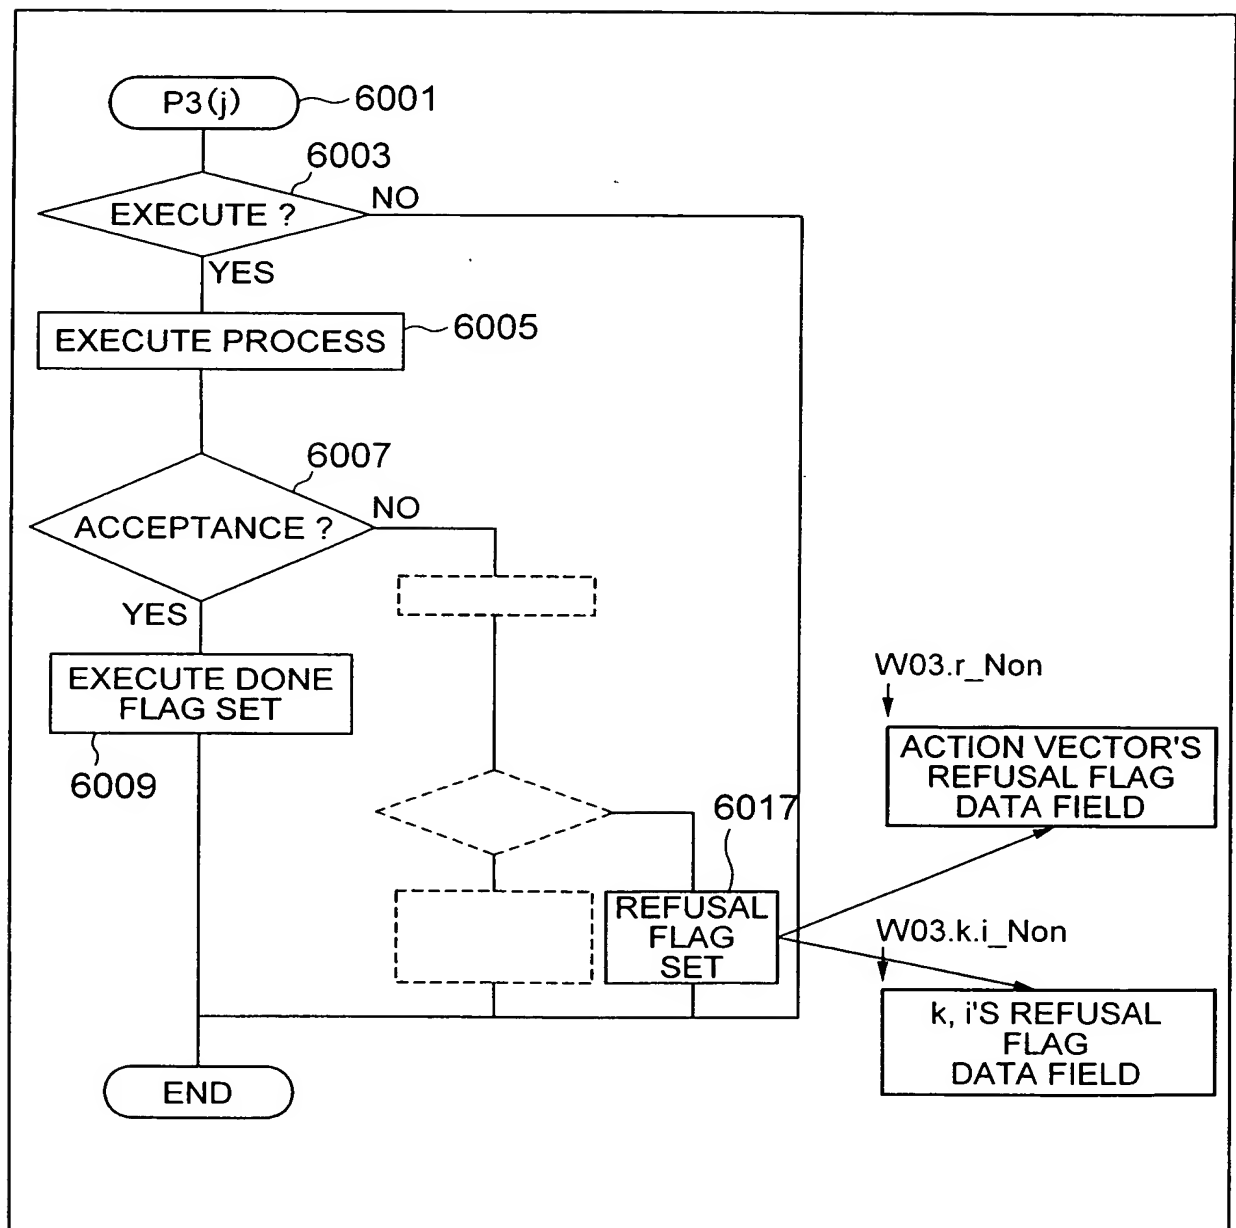 P3(j)
6001
6003
EXECUTE ?
NO
YES
EXECUTE PROCESS
6005
6007
ACCEPTANCE ?
NO
YES
EXECUTE DONE
FLAG SET
6009
6017
REFUSAL
FLAG
SET
W03.r_Non
ACTION VECTOR'S
REFUSAL FLAG
DATA FIELD
W03.k.i_Non
k, i'S REFUSAL
FLAG
DATA FIELD
END